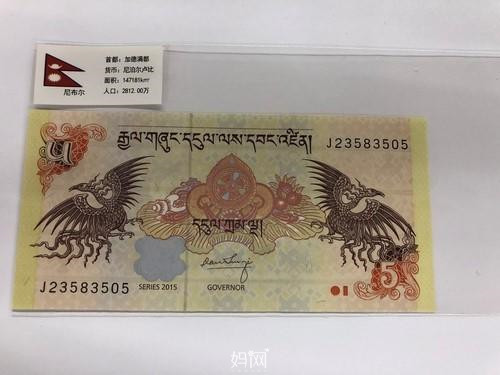 首都：加德满都
货币：尼泊尔卢比
面积：147181km²
人口：2812.00万
尼布尔
རྒྱལ་གཞུང་དངུལ་ལས་དབང་འཛིན།
༥
J23583505
དངུལ་ཀྲམ་ལྔ།
J23583505
SERIES 2015
GOVERNOR
5
妈网